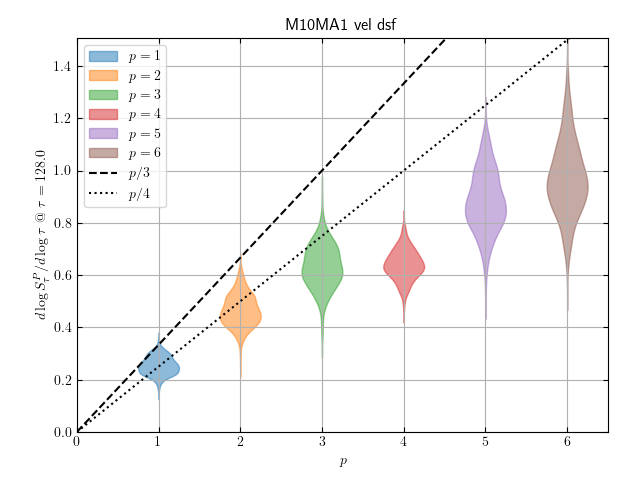 M10MA1 vel dsf
d log S_τ^P / d log τ @ τ = 128.0
1.4
1.2
1.0
0.8
0.6
0.4
0.2
0.0
p = 1
p = 2
p = 3
p = 4
p = 5
p = 6
p/3
p/4
0 1 2 3 4 5 6
p